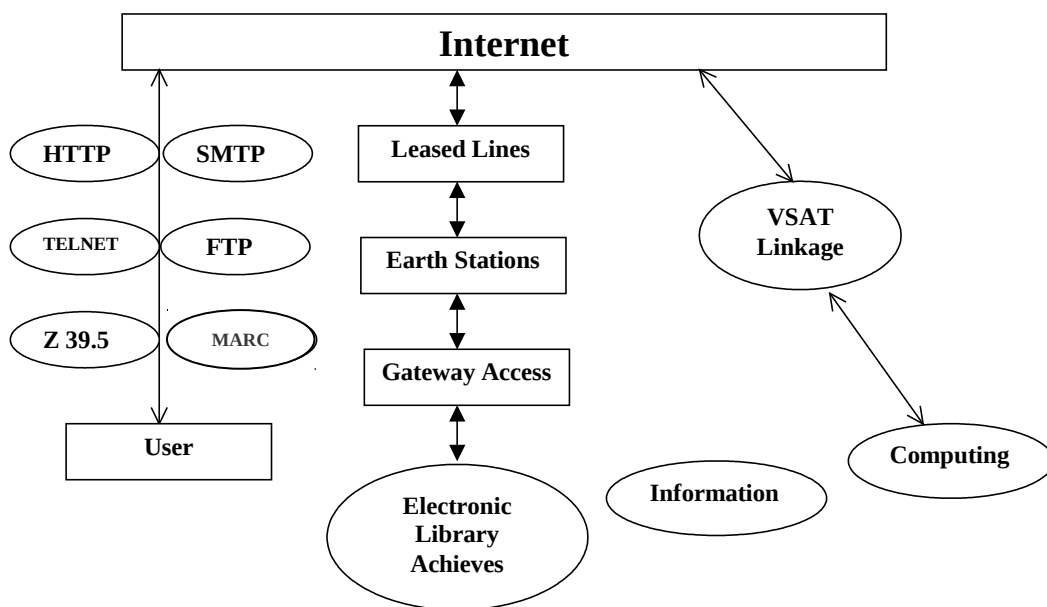 Internet
HTTP
SMTP
Leased Lines
VSAT
Linkage
TELNET
FTP
Earth Stations
Z 39.5
MARC
Gateway Access
User
Computing
Information
Electronic
Library
Achieves